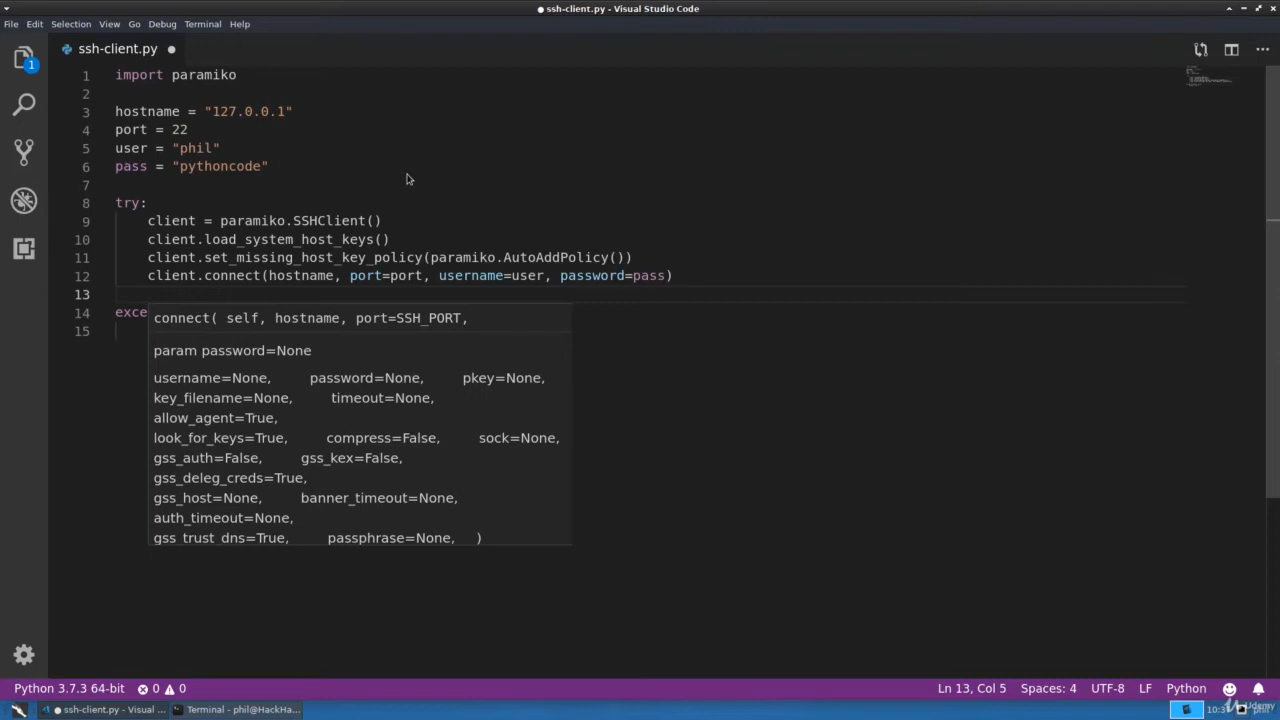 ● ssh-client.py - Visual Studio Code
File Edit Selection View Go Debug Terminal Help
1
ssh-client.py ●
1 import paramiko
2
3 hostname = "127.0.0.1"
4 port = 22
5 user = "phil"
6 pass = "pythoncode"
7
8 try:
9 client = paramiko.SSHClient()
10 client.load_system_host_keys()
11 client.set_missing_host_key_policy(paramiko.AutoAddPolicy())
12 client.connect(hostname, port=port, username=user, password=pass)
13
14 exce
15
connect( self, hostname, port=SSH_PORT,
param password=None
username=None, password=None, pkey=None,
key_filename=None, timeout=None,
allow_agent=True,
look_for_keys=True, compress=False, sock=None,
gss_auth=False, gss_kex=False,
gss_deleg_creds=True,
gss_host=None, banner_timeout=None,
auth_timeout=None,
gss_trust_dns=True, passphrase=None, )
Python 3.7.3 64-bit 0 0 Ln 13, Col 5 Spaces: 4 UTF-8 LF Python
● ssh-client.py - Visual ... Terminal - phil@HackHa... phil
Udemy